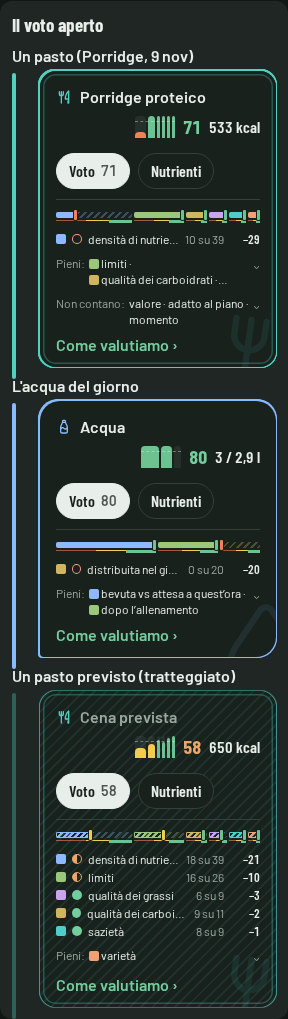 Il voto aperto
Un pasto (Porridge, 9 nov)
Porridge proteico
71 533 kcal
Voto 71 Nutrienti
densità di nutrie… 10 su 39 −29
Pieni: limiti ·
qualità dei carboidrati ·…
Non contano: valore · adatto al piano ·
momento
Come valutiamo ›
L'acqua del giorno
Acqua
80 3 / 2,9 l
Voto 80 Nutrienti
distribuita nel gi… 0 su 20 −20
Pieni: bevuta vs attesa a quest'ora ·
dopo l'allenamento
Come valutiamo ›
Un pasto previsto (tratteggiato)
Cena prevista
58 650 kcal
Voto 58 Nutrienti
densità di nutrie… 18 su 39 −21
limiti 16 su 26 −10
qualità dei grassi 6 su 9 −3
qualità dei carboi… 9 su 11 −2
sazietà 8 su 9 −1
Pieni: varietà
Come valutiamo ›